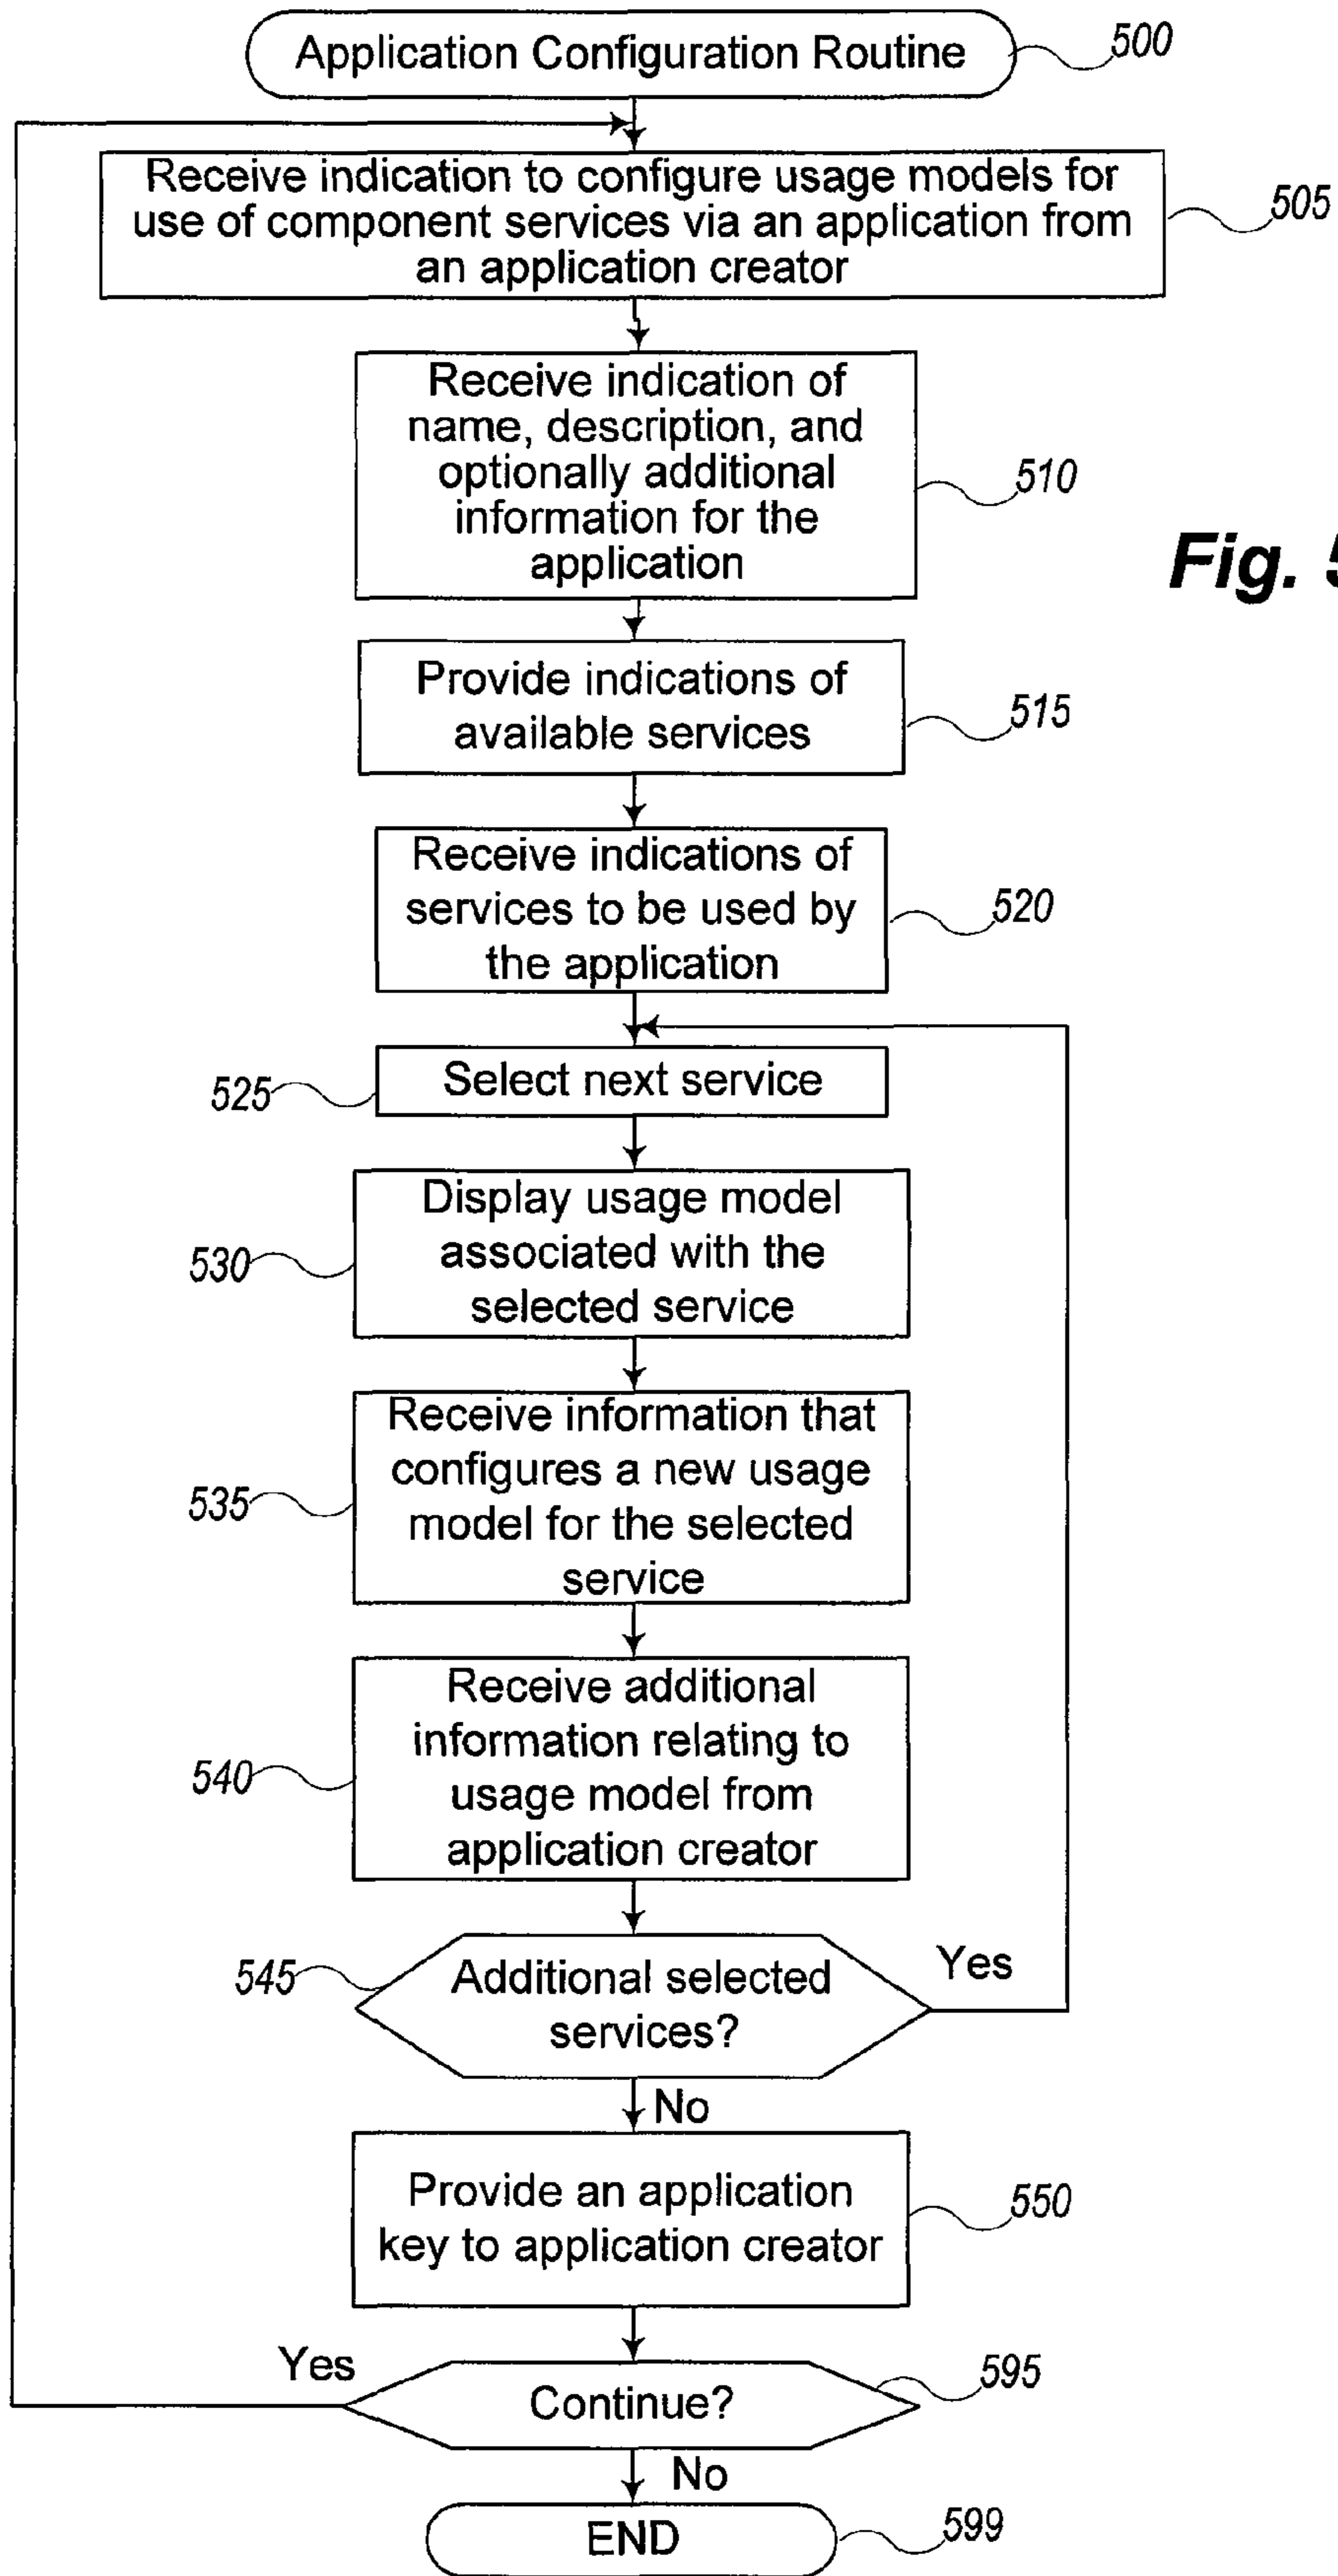 Application Configuration Routine
500
Receive indication to configure usage models for
use of component services via an application from
an application creator
505
Receive indication of
name, description, and
optionally additional
information for the
application
510
Fig. 5
Provide indications of
available services
515
Receive indications of
services to be used by
the application
520
525
Select next service
530
Display usage model
associated with the
selected service
535
Receive information that
configures a new usage
model for the selected
service
540
Receive additional
information relating to
usage model from
application creator
545
Additional selected
services?
Yes
No
Provide an application
key to application creator
550
Yes
Continue?
595
No
END
599